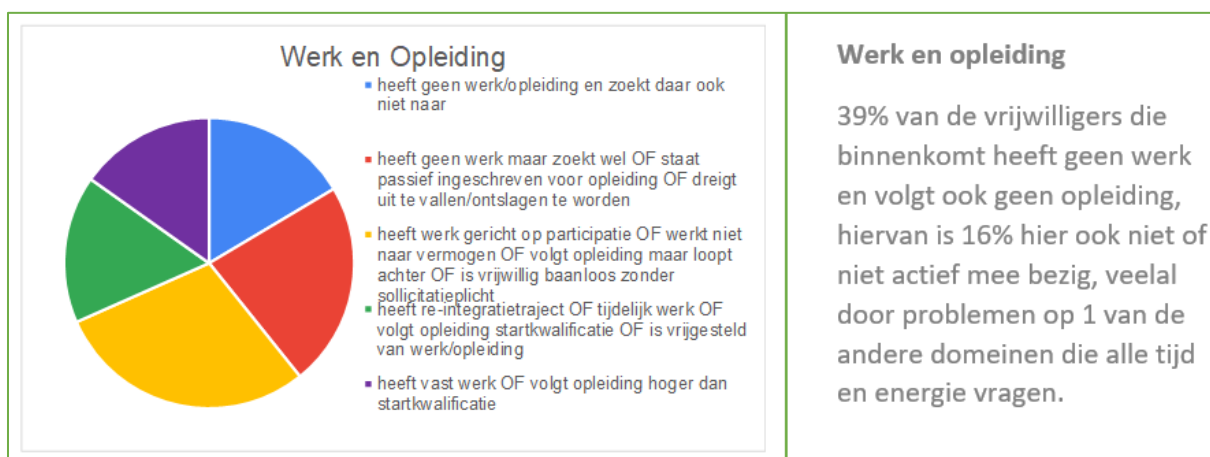 Werk en Opleiding
heeft geen werk/opleiding en zoekt daar ook
niet naar
heeft geen werk maar zoekt wel OF staat
passief ingeschreven voor opleiding OF dreigt
uit te vallen/ontslagen te worden
heeft werk gericht op participatie OF werkt niet
naar vermogen OF volgt opleiding maar loopt
achter OF is vrijwillig baanloos zonder
sollicitatieplicht
heeft re-integratietraject OF tijdelijk werk OF
volgt opleiding startkwalificatie OF is vrijgesteld
van werk/opleiding
heeft vast werk OF volgt opleiding hoger dan
startkwalificatie
Werk en opleiding
39% van de vrijwilligers die
binnenkomt heeft geen werk
en volgt ook geen opleiding,
hiervan is 16% hier ook niet of
niet actief mee bezig, veelal
door problemen op 1 van de
andere domeinen die alle tijd
en energie vragen.